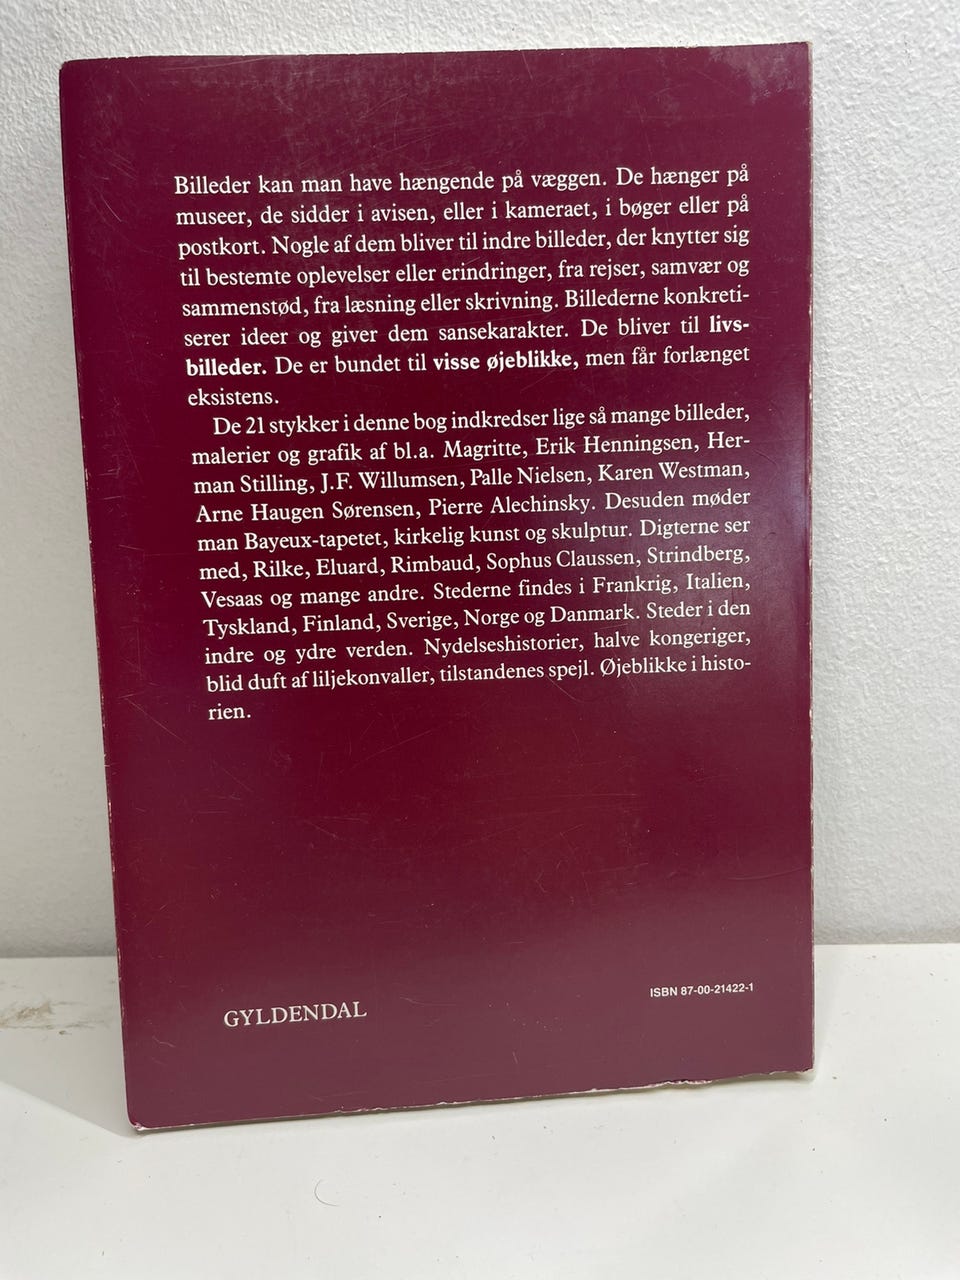 Billeder kan man have hængende på væggen. De hænger på
museer, de sidder i avisen, eller i kameraet, i bøger eller på
postkort. Nogle af dem bliver til indre billeder, der knytter sig
til bestemte oplevelser eller erindringer, fra rejser, samvær og
sammenstød, fra læsning eller skrivning. Billederne konkreti-
serer ideer og giver dem sansekarakter. De bliver til livs-
billeder. De er bundet til visse øjeblikke, men får forlænget
eksistens.
De 21 stykker i denne bog indkredser lige så mange billeder,
malerier og grafik af bl.a. Magritte, Erik Henningsen, Her-
man Stilling, J.F. Willumsen, Palle Nielsen, Karen Westman,
Arne Haugen Sørensen, Pierre Alechinsky. Desuden møder
man Bayeux-tapetet, kirkelig kunst og skulptur. Digterne ser
med, Rilke, Eluard, Rimbaud, Sophus Claussen, Strindberg,
Vesaas og mange andre. Stederne findes i Frankrig, Italien,
Tyskland, Finland, Sverige, Norge og Danmark. Steder i den
indre og ydre verden. Nydelseshistorier, halve kongeriger,
blid duft af liljekonvaller, tilstandenes spejl. Øjeblikke i histo-
rien.
GYLDENDAL
ISBN 87-00-21422-1